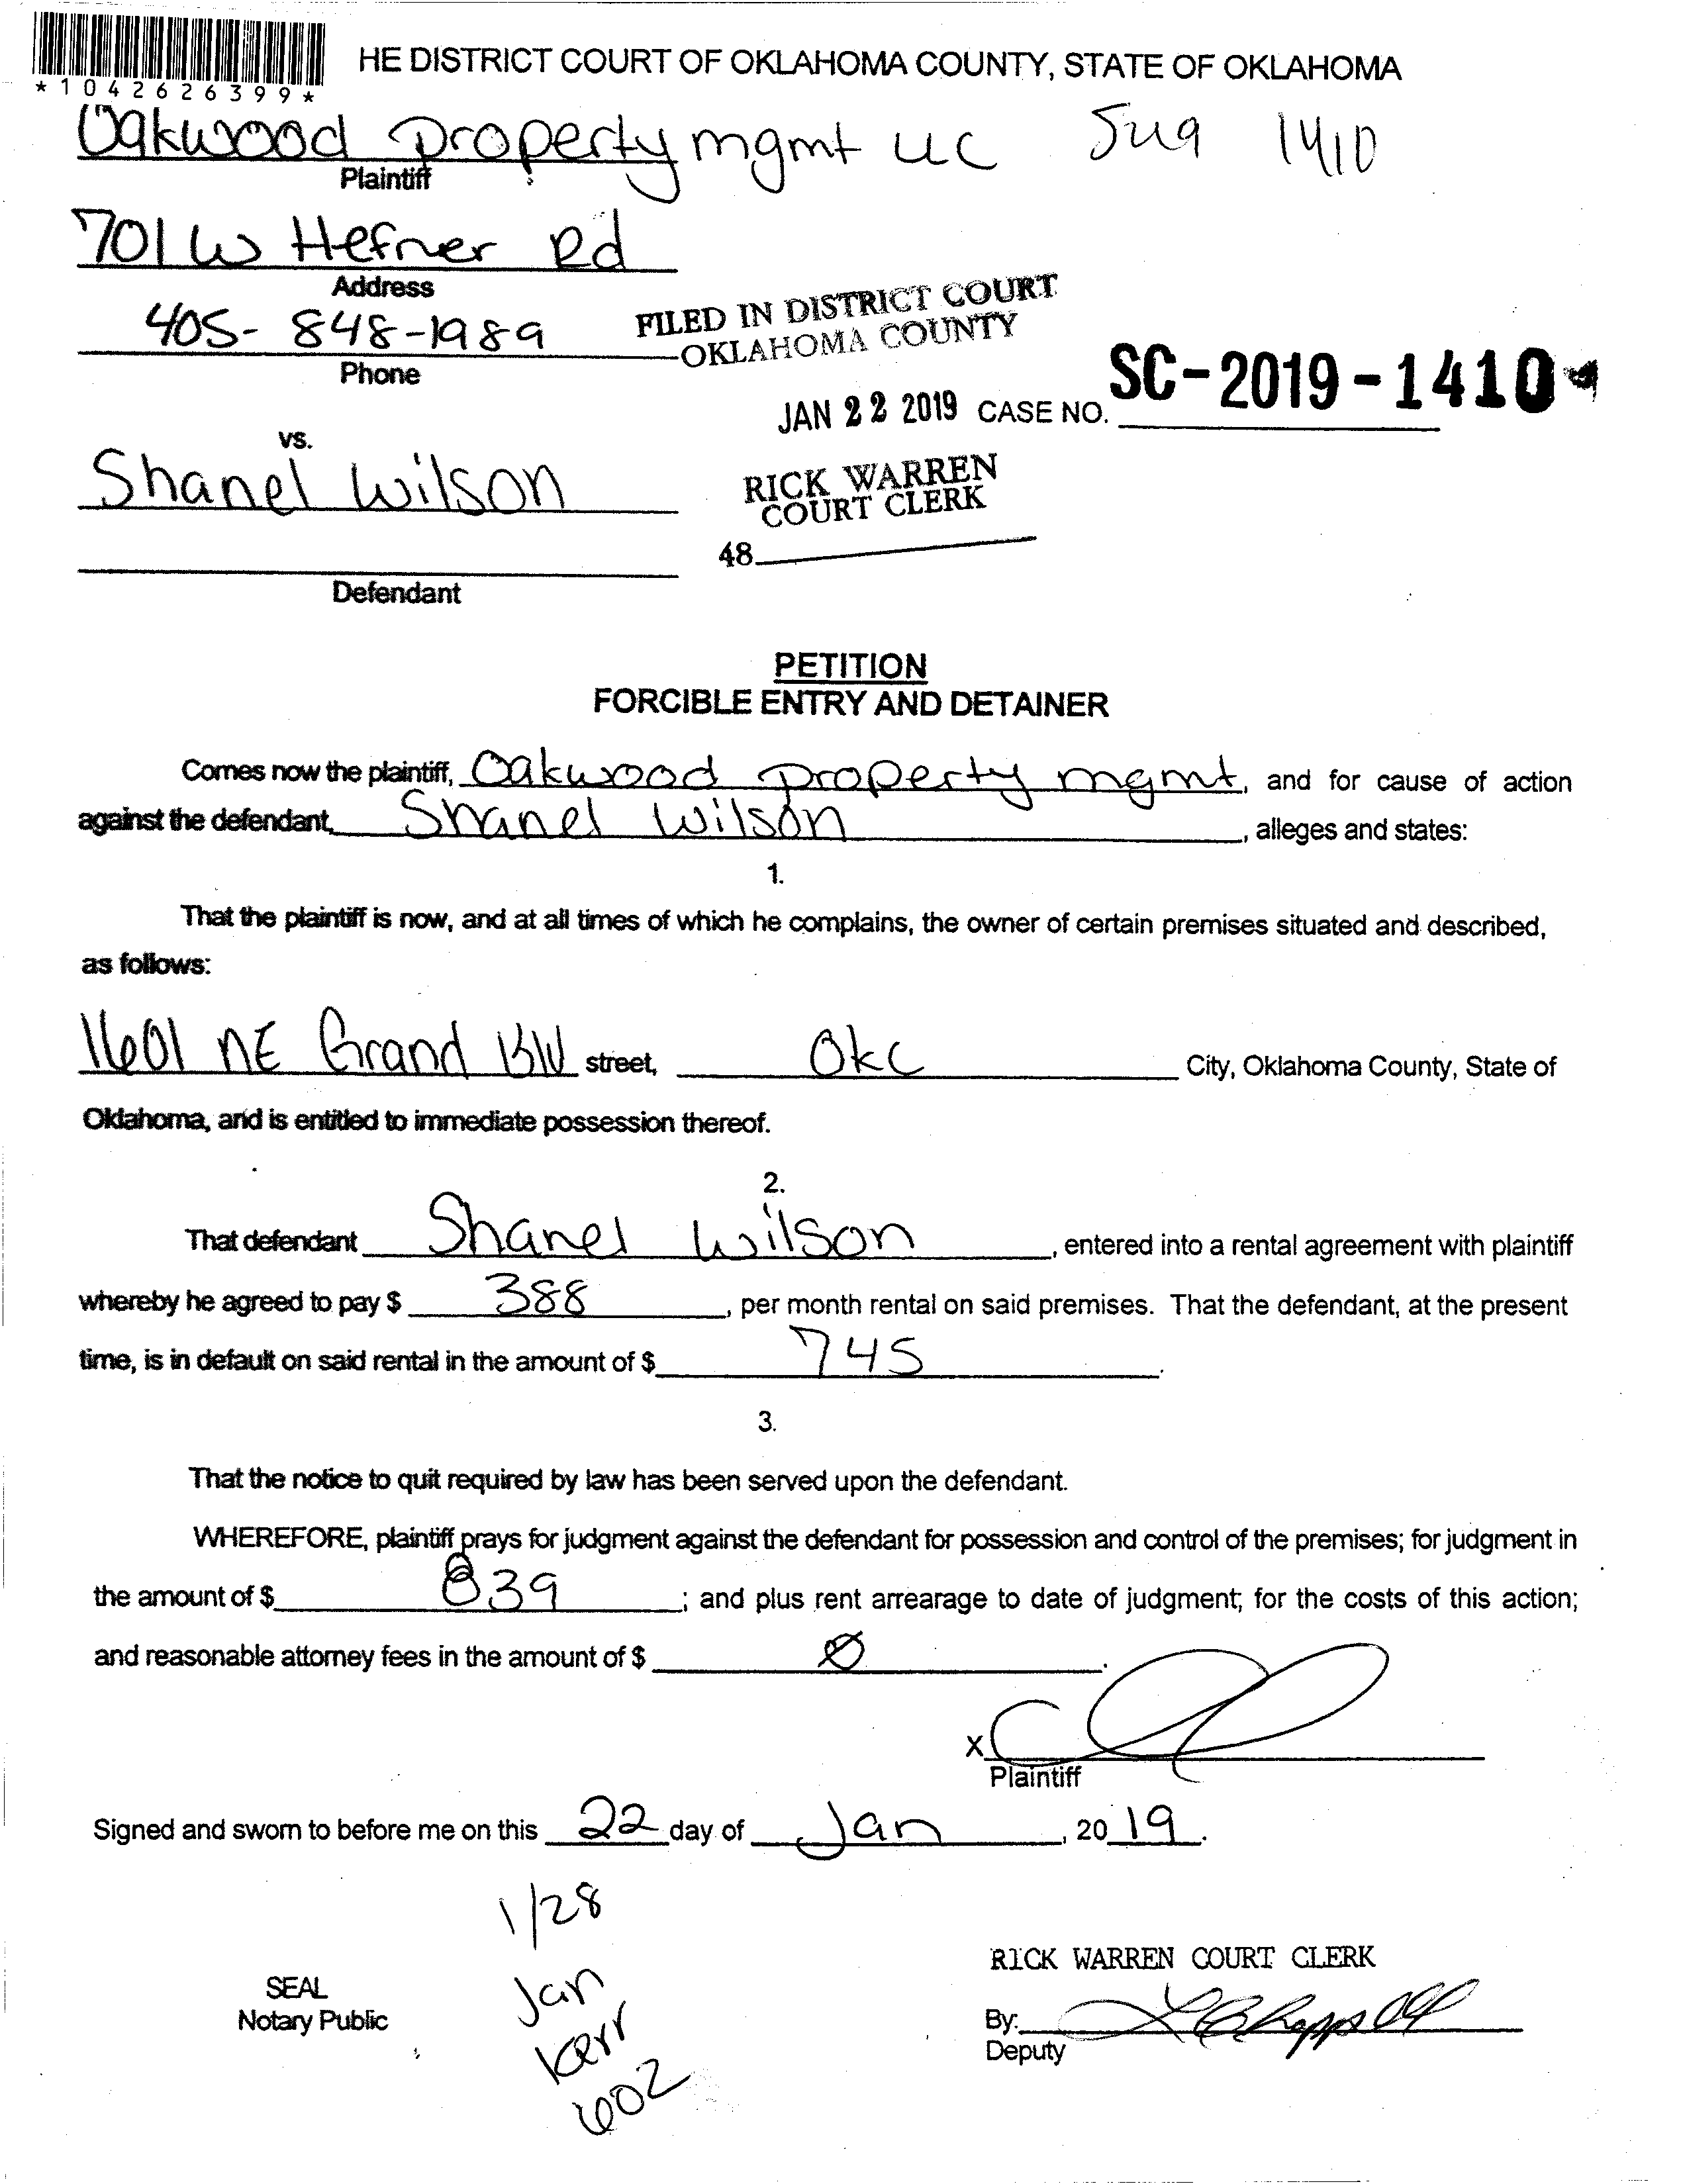 HE DISTRICT COURT OF OKLAHOMA COUNTY, STATE OF OKLAHOMA
*1042626399*
Oakwood property mgmt LLC 1410
Plaintiff
701 W Hefner Rd
Address
405-848-1989
Phone
FILED IN DISTRICT COURT
OKLAHOMA COUNTY
JAN 22 2019 CASE NO. SC-2019-1410
vs.
Shanel Wilson
RICK WARREN
COURT CLERK
48
Defendant
PETITION
FORCIBLE ENTRY AND DETAINER
Comes now the plaintiff, Oakwood property mgmt, and for cause of action
against the defendant, Shanel Wilson, alleges and states:
1.
That the plaintiff is now, and at all times of which he complains, the owner of certain premises situated and described,
as follows:
1601 NE Grand Blvd street, OKC City, Oklahoma County, State of
Oklahoma, and is entitled to immediate possession thereof.
2.
That defendant Shanel Wilson, entered into a rental agreement with plaintiff
whereby he agreed to pay $ 388, per month rental on said premises. That the defendant, at the present
time, is in default on said rental in the amount of $ 745.
3.
That the notice to quit required by law has been served upon the defendant.
WHEREFORE, plaintiff prays for judgment against the defendant for possession and control of the premises; for judgment in
the amount of $ 839; and plus rent arrearage to date of judgment; for the costs of this action;
and reasonable attorney fees in the amount of $ Ø.
X
Plaintiff
Signed and sworn to before me on this 22 day of Jan, 2019.
1/28
Jan
Kerr
602
SEAL
Notary Public
RICK WARREN COURT CLERK
By:
Deputy